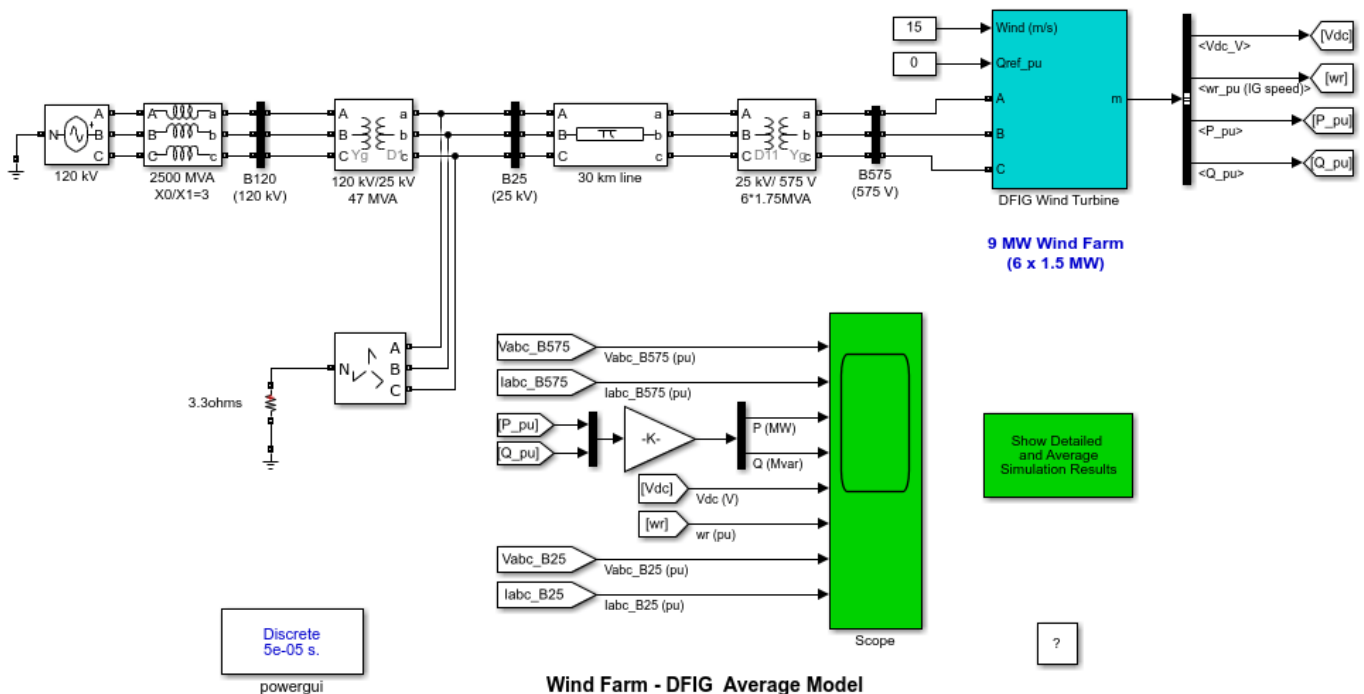 15
Wind (m/s)
<Vdc_V>
[Vdc]
0
Qref_pu
<wr_pu (IG speed)>
[wr]
A
m
<P_pu>
[P_pu]
B
C
<Q_pu>
[Q_pu]
DFIG Wind Turbine
N
A
B
C
120 kV
A a
B b
C c
2500 MVA
X0/X1=3
B120
(120 kV)
A a
B b
C c
Yg D1
120 kV/25 kV
47 MVA
B25
(25 kV)
A a
B b
C c
30 km line
A a
B b
C c
D11 Yg
25 kV/ 575 V
6*1.75MVA
B575
(575 V)
9 MW Wind Farm
(6 x 1.5 MW)
N
A
B
C
3.3ohms
Vabc_B575
Vabc_B575 (pu)
Iabc_B575
Iabc_B575 (pu)
[P_pu]
[Q_pu]
-K-
P (MW)
Q (Mvar)
[Vdc]
Vdc (V)
[wr]
wr (pu)
Vabc_B25
Vabc_B25 (pu)
Iabc_B25
Iabc_B25 (pu)
Scope
Show Detailed
and Average
Simulation Results
Discrete
5e-05 s.
powergui
?
Wind Farm - DFIG Average Model